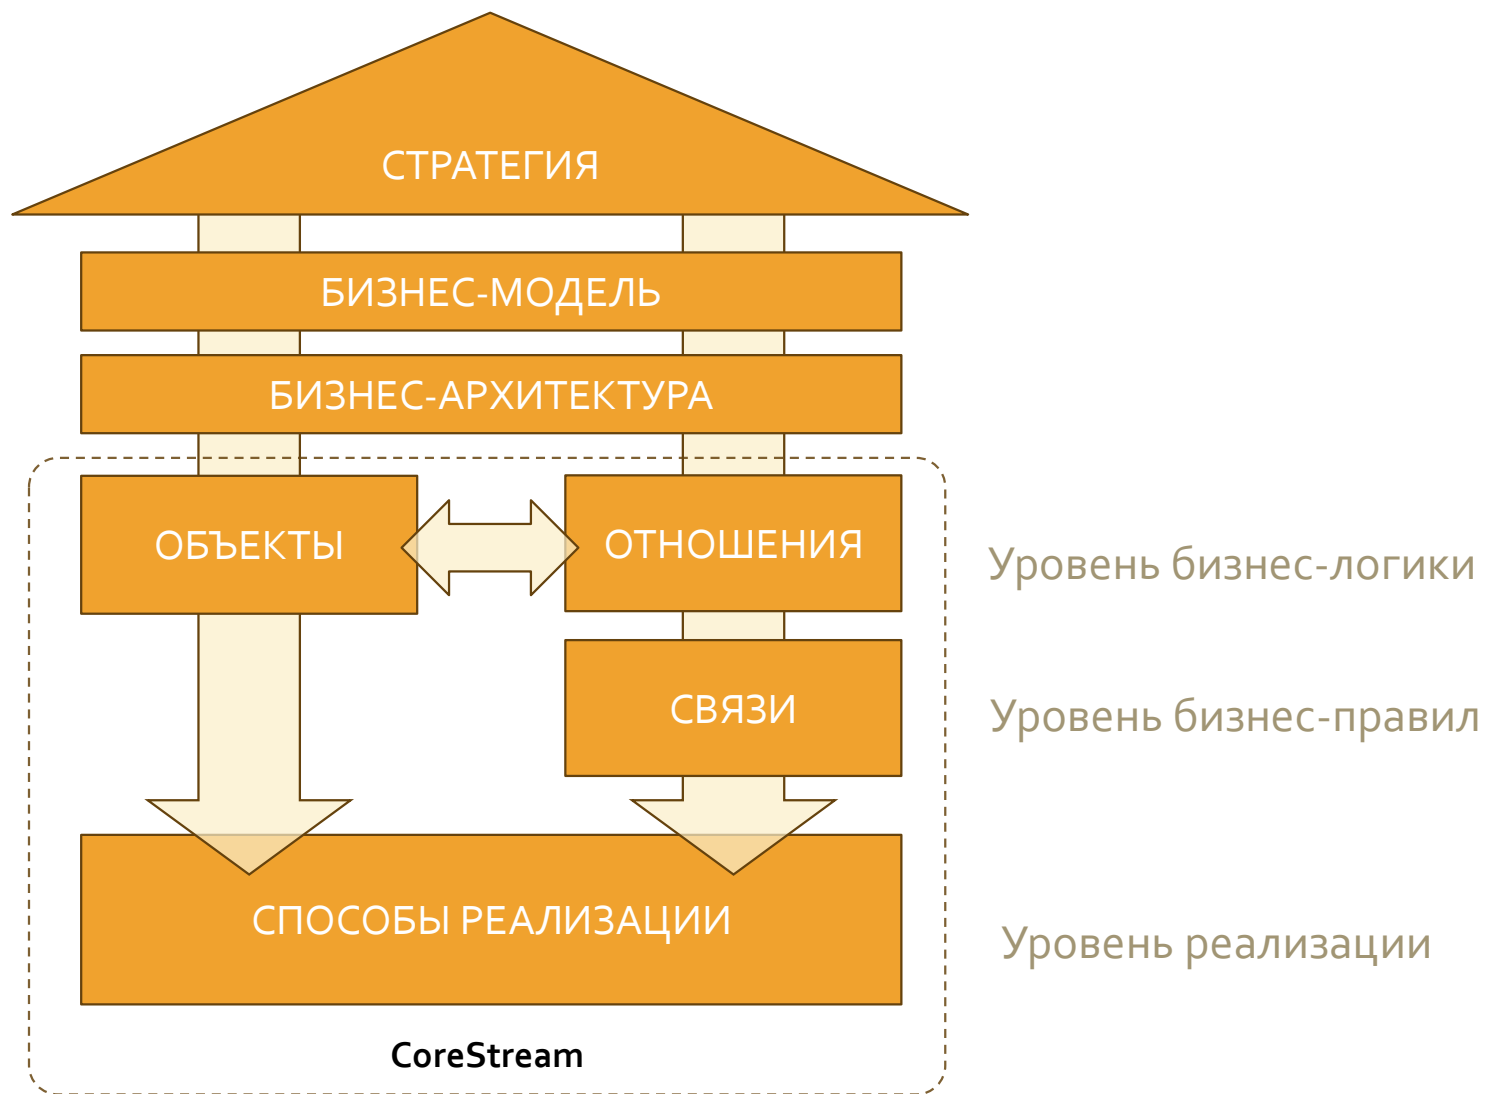 СТРАТЕГИЯ
БИЗНЕС-МОДЕЛЬ
БИЗНЕС-АРХИТЕКТУРА
ОБЪЕКТЫ
ОТНОШЕНИЯ
Уровень бизнес-логики
СВЯЗИ
Уровень бизнес-правил
СПОСОБЫ РЕАЛИЗАЦИИ
Уровень реализации
CoreStream